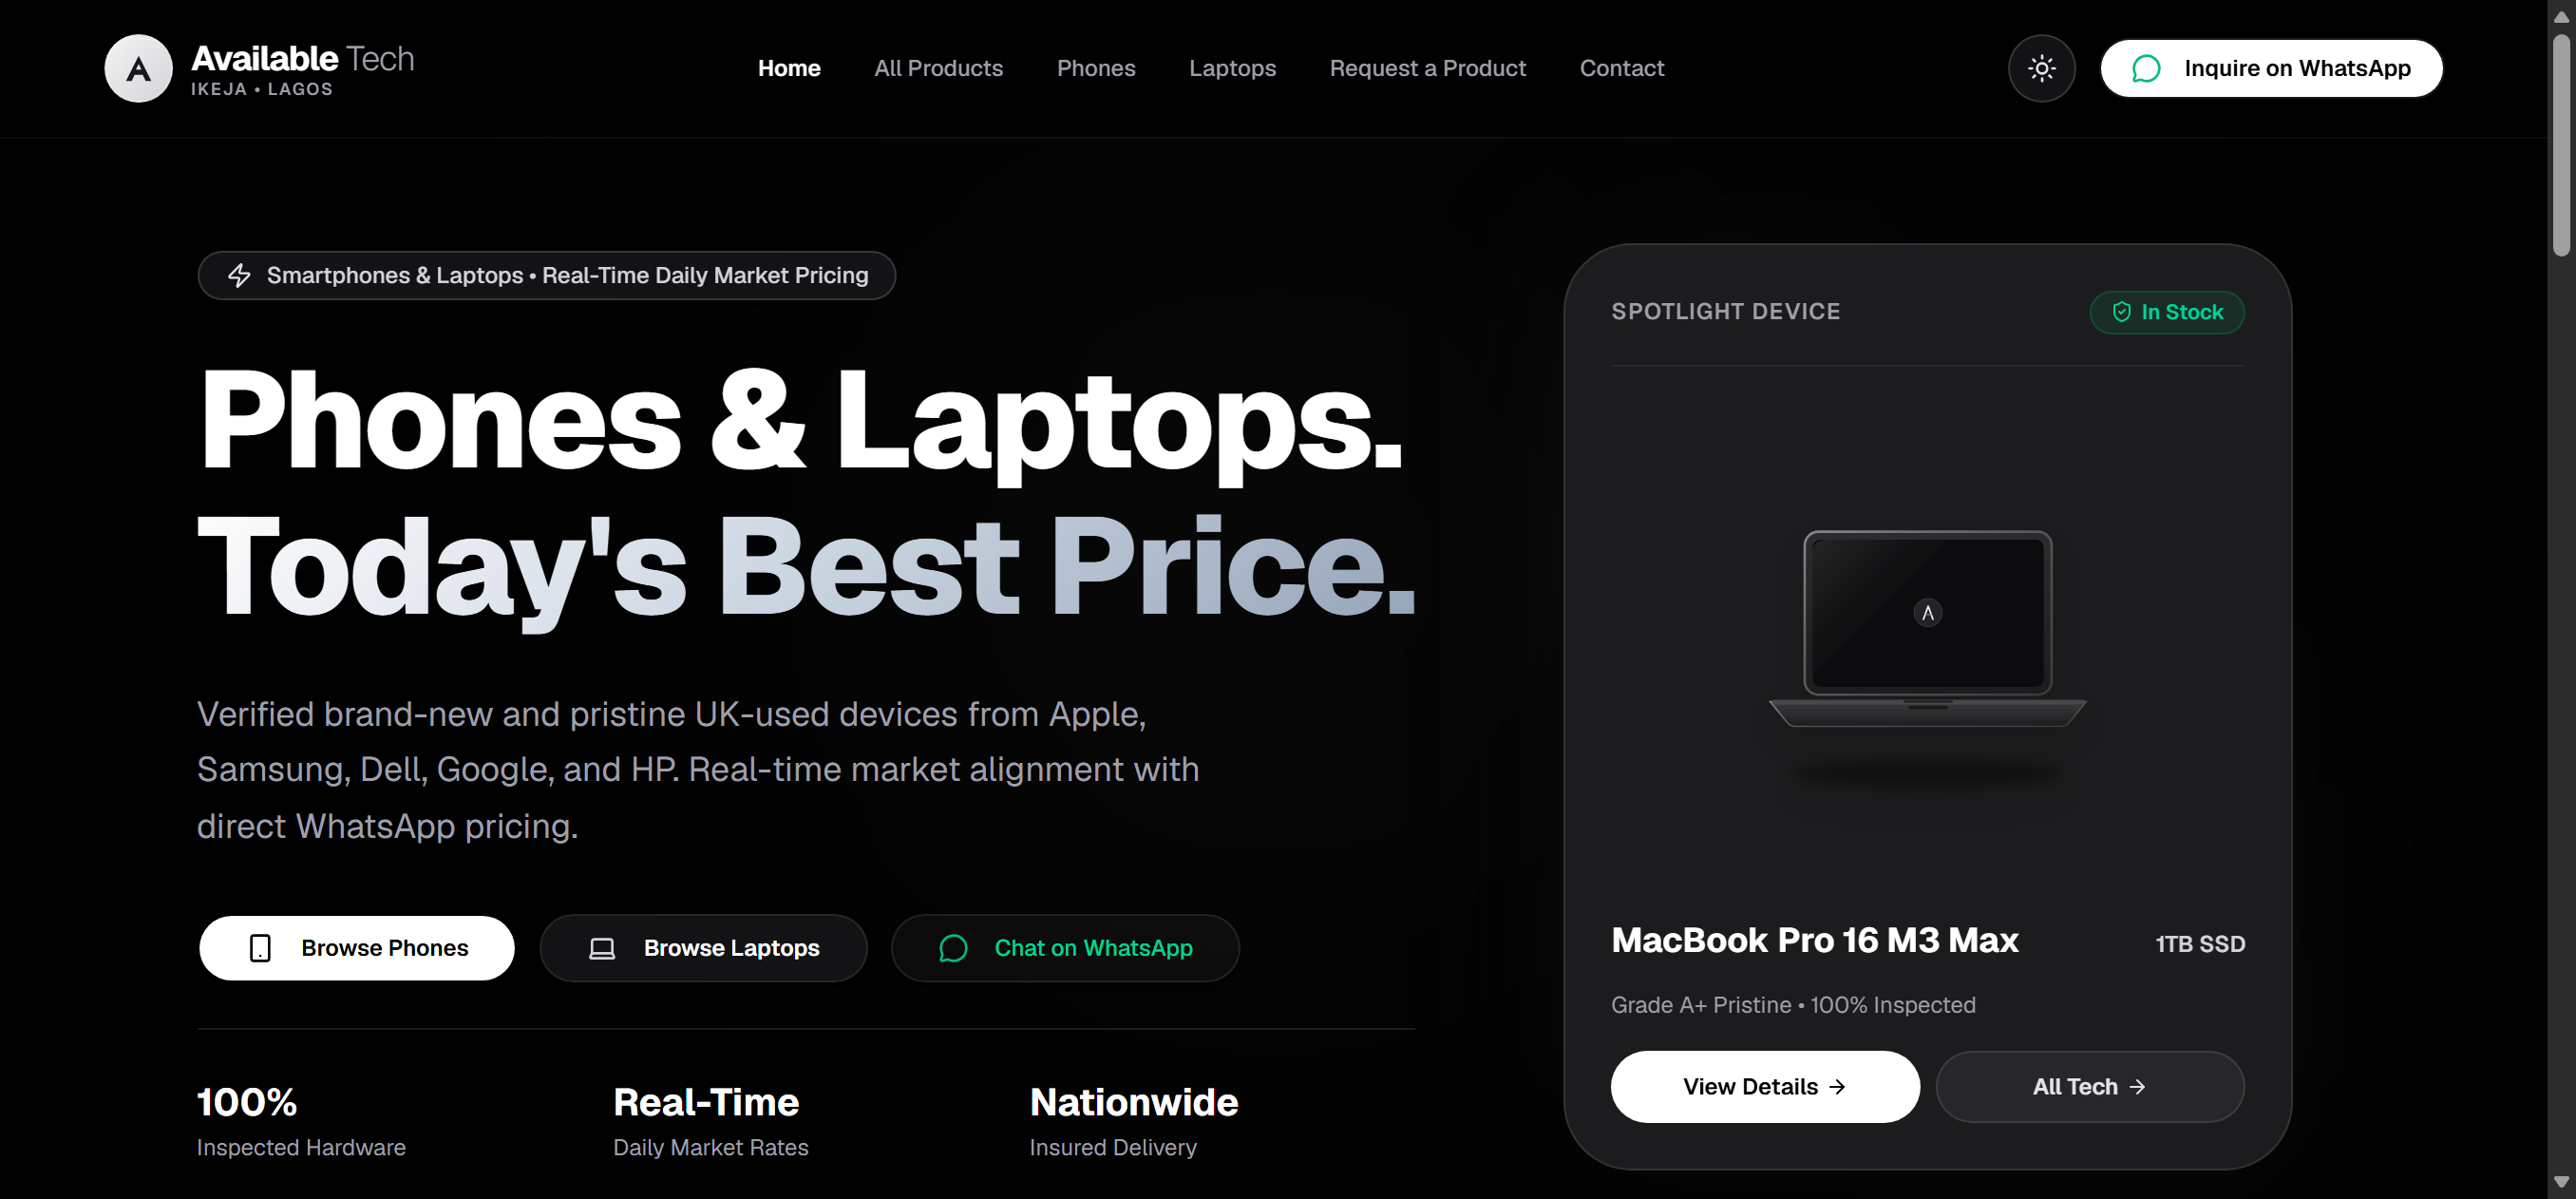 A
Available Tech
IKEJA • LAGOS
Home
All Products
Phones
Laptops
Request a Product
Contact
Inquire on WhatsApp
Smartphones & Laptops • Real-Time Daily Market Pricing
Phones & Laptops.
Today's Best Price.
Verified brand-new and pristine UK-used devices from Apple,
Samsung, Dell, Google, and HP. Real-time market alignment with
direct WhatsApp pricing.
Browse Phones
Browse Laptops
Chat on WhatsApp
100%
Inspected Hardware
Real-Time
Daily Market Rates
Nationwide
Insured Delivery
SPOTLIGHT DEVICE
In Stock
A
MacBook Pro 16 M3 Max
1TB SSD
Grade A+ Pristine • 100% Inspected
View Details →
All Tech →